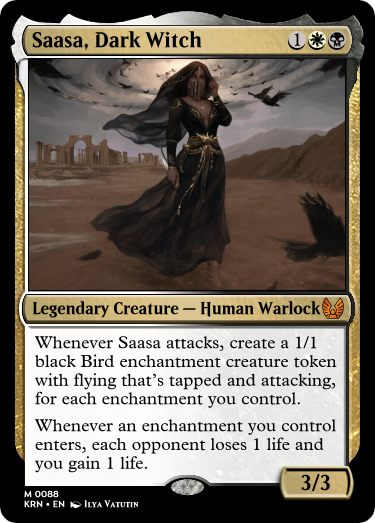 Saasa, Dark Witch 1
Legendary Creature — Human Warlock
Whenever Saasa attacks, create a 1/1
black Bird enchantment creature token
with flying that's tapped and attacking,
for each enchantment you control.
Whenever an enchantment you control
enters, each opponent loses 1 life and
you gain 1 life.
3/3
M 0088
KRN • EN Ilya Vatutin